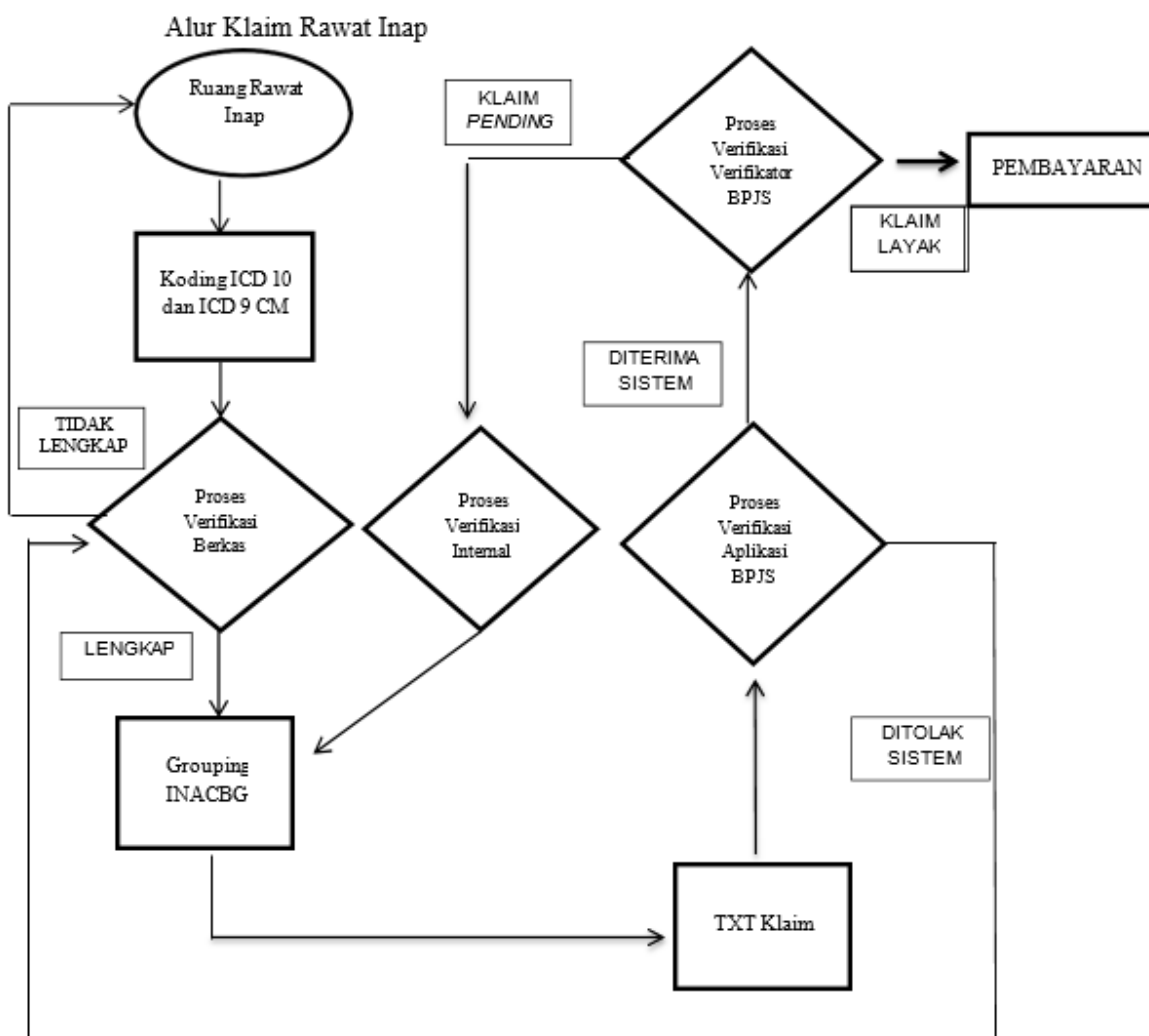 Alur Klaim Rawat Inap
Ruang Rawat
Inap
KLAIM
PENDING
Proses
Verifikasi
Verifikator
BPJS
PEMBAYARAN
KLAIM
LAYAK
Koding ICD 10
dan ICD 9 CM
DITERIMA
SISTEM
TIDAK
LENGKAP
Proses
Verifikasi
Berkas
Proses
Verifikasi
Internal
Proses
Verifikasi
Aplikasi
BPJS
LENGKAP
Grouping
INACBG
DITOLAK
SISTEM
TXT Klaim